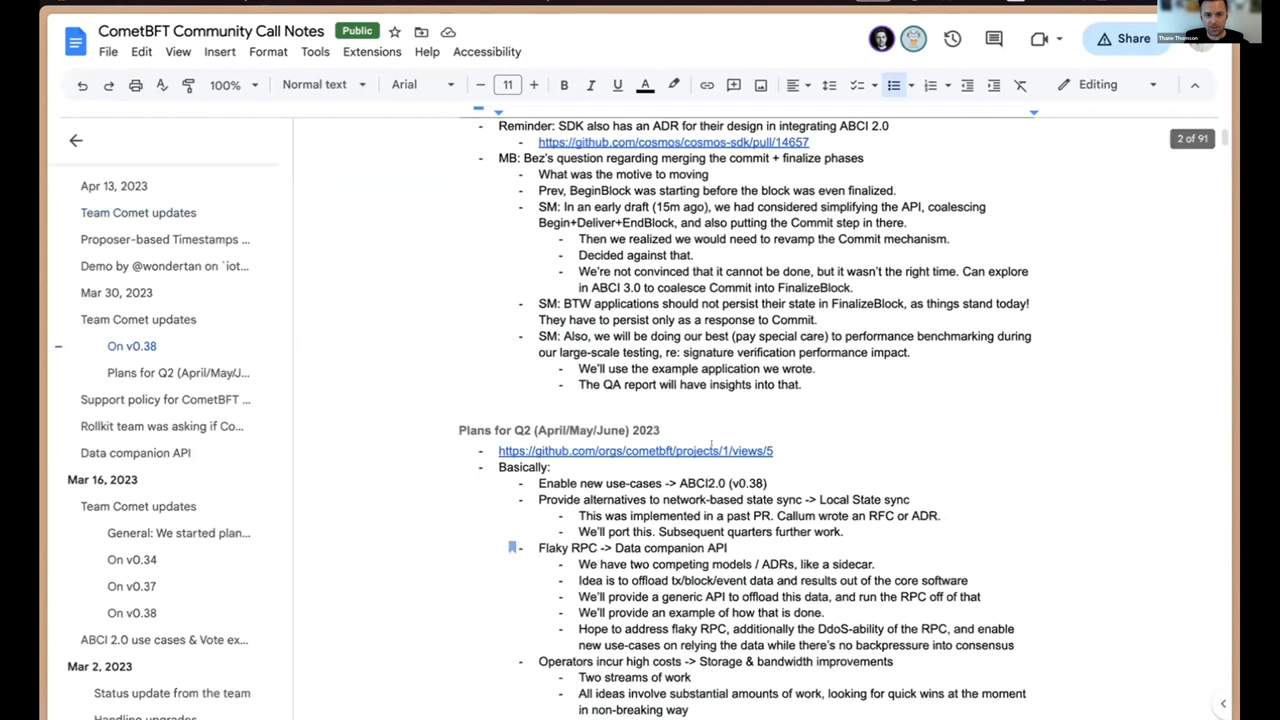 CometBFT Community Call Notes
Public
Thane Thomson
File Edit View Insert Format Tools Extensions Help Accessibility
Share
100% Normal text Arial 11 Editing
2 of 91
Apr 13, 2023
Team Comet updates
Proposer-based Timestamps ...
Demo by @wondertan on `iot...
Mar 30, 2023
Team Comet updates
On v0.38
Plans for Q2 (April/May/J...
Support policy for CometBFT ...
Rollkit team was asking if Co...
Data companion API
Mar 16, 2023
Team Comet updates
General: We started plan...
On v0.34
On v0.37
On v0.38
ABCI 2.0 use cases & Vote ex...
Mar 2, 2023
Status update from the team
Handling upgrades
- Reminder: SDK also has an ADR for their design in integrating ABCI 2.0
- https://github.com/cosmos/cosmos-sdk/pull/14657
- MB: Bez's question regarding merging the commit + finalize phases
- What was the motive to moving
- Prev, BeginBlock was starting before the block was even finalized.
- SM: In an early draft (15m ago), we had considered simplifying the API, coalescing
Begin+Deliver+EndBlock, and also putting the Commit step in there.
- Then we realized we would need to revamp the Commit mechanism.
- Decided against that.
- We're not convinced that it cannot be done, but it wasn't the right time. Can explore
in ABCI 3.0 to coalesce Commit into FinalizeBlock.
- SM: BTW applications should not persist their state in FinalizeBlock, as things stand today!
They have to persist only as a response to Commit.
- SM: Also, we will be doing our best (pay special care) to performance benchmarking during
our large-scale testing, re: signature verification performance impact.
- We'll use the example application we wrote.
- The QA report will have insights into that.
Plans for Q2 (April/May/June) 2023
- https://github.com/orgs/cometbft/projects/1/views/5
- Basically:
- Enable new use-cases -> ABCI2.0 (v0.38)
- Provide alternatives to network-based state sync -> Local State sync
- This was implemented in a past PR. Callum wrote an RFC or ADR.
- We'll port this. Subsequent quarters further work.
- Flaky RPC -> Data companion API
- We have two competing models / ADRs, like a sidecar.
- Idea is to offload tx/block/event data and results out of the core software
- We'll provide a generic API to offload this data, and run the RPC off of that
- We'll provide an example of how that is done.
- Hope to address flaky RPC, additionally the DdoS-ability of the RPC, and enable
new use-cases on relying the data while there's no backpressure into consensus
- Operators incur high costs -> Storage & bandwidth improvements
- Two streams of work
- All ideas involve substantial amounts of work, looking for quick wins at the moment
in non-breaking way